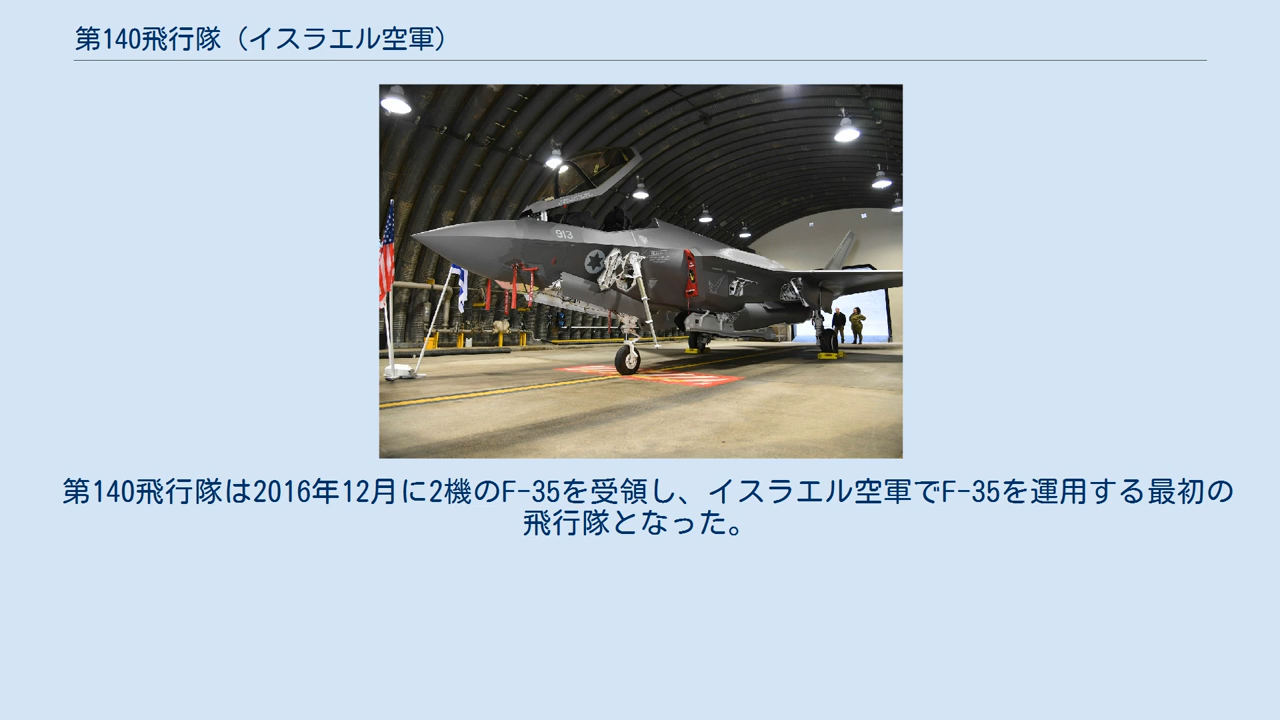 第140飛行隊（イスラエル空軍）
913
第140飛行隊は2016年12月に2機のF-35を受領し、イスラエル空軍でF-35を運用する最初の
飛行隊となった。